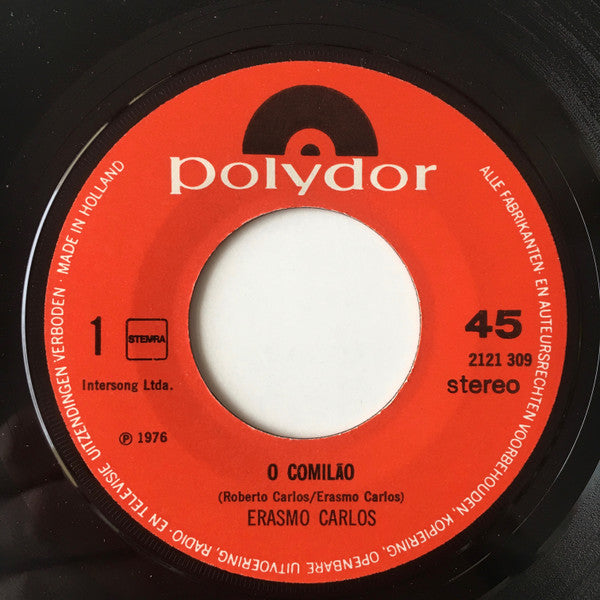 polydor
ALLE FABRIKANTEN- EN AUTEURSRECHTEN VOORBEHOUDEN, KOPIERING, OPENBARE UITVOERING, RADIO- EN TELEVISIE UITZENDINGEN VERBODEN · MADE IN HOLLAND
1
STEMRA
45
2121 309
Intersong Ltda.
stereo
℗ 1976
O COMILÃO
(Roberto Carlos/Erasmo Carlos)
ERASMO CARLOS